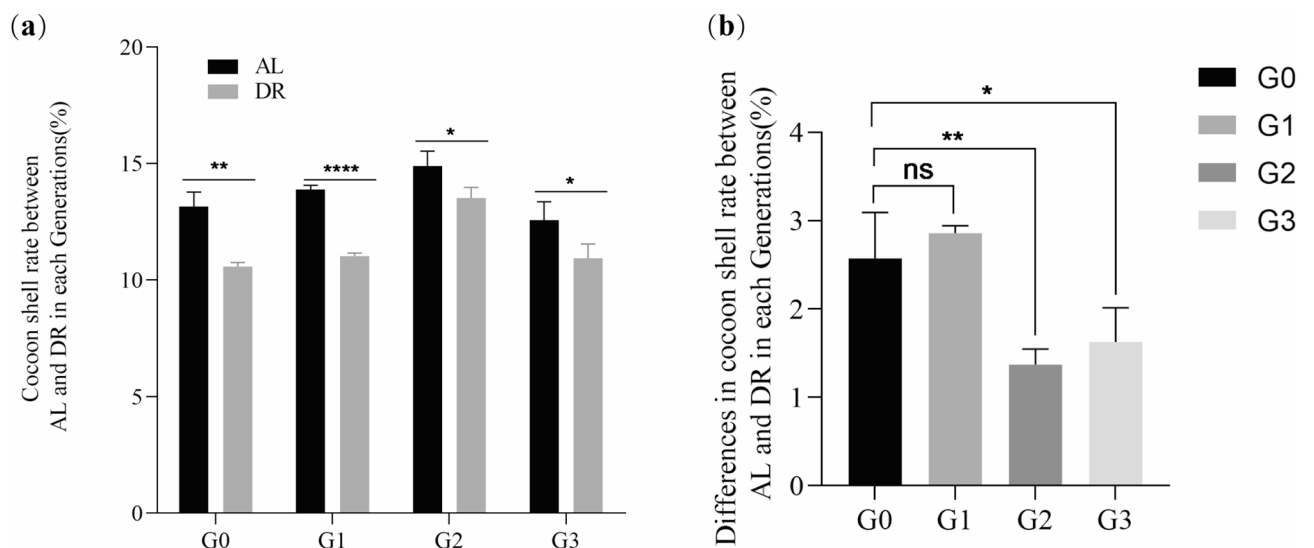 (a)
Cocoon shell rate between
AL and DR in each Generations(%)
20
15
10
5
0
AL
DR
**
****
*
*
G0
G1
G2
G3
(b)
Differences in cocoon shell rate between
AL and DR in each Generations(%)
4
3
2
1
0
*
**
ns
G0
G1
G2
G3
G0
G1
G2
G3